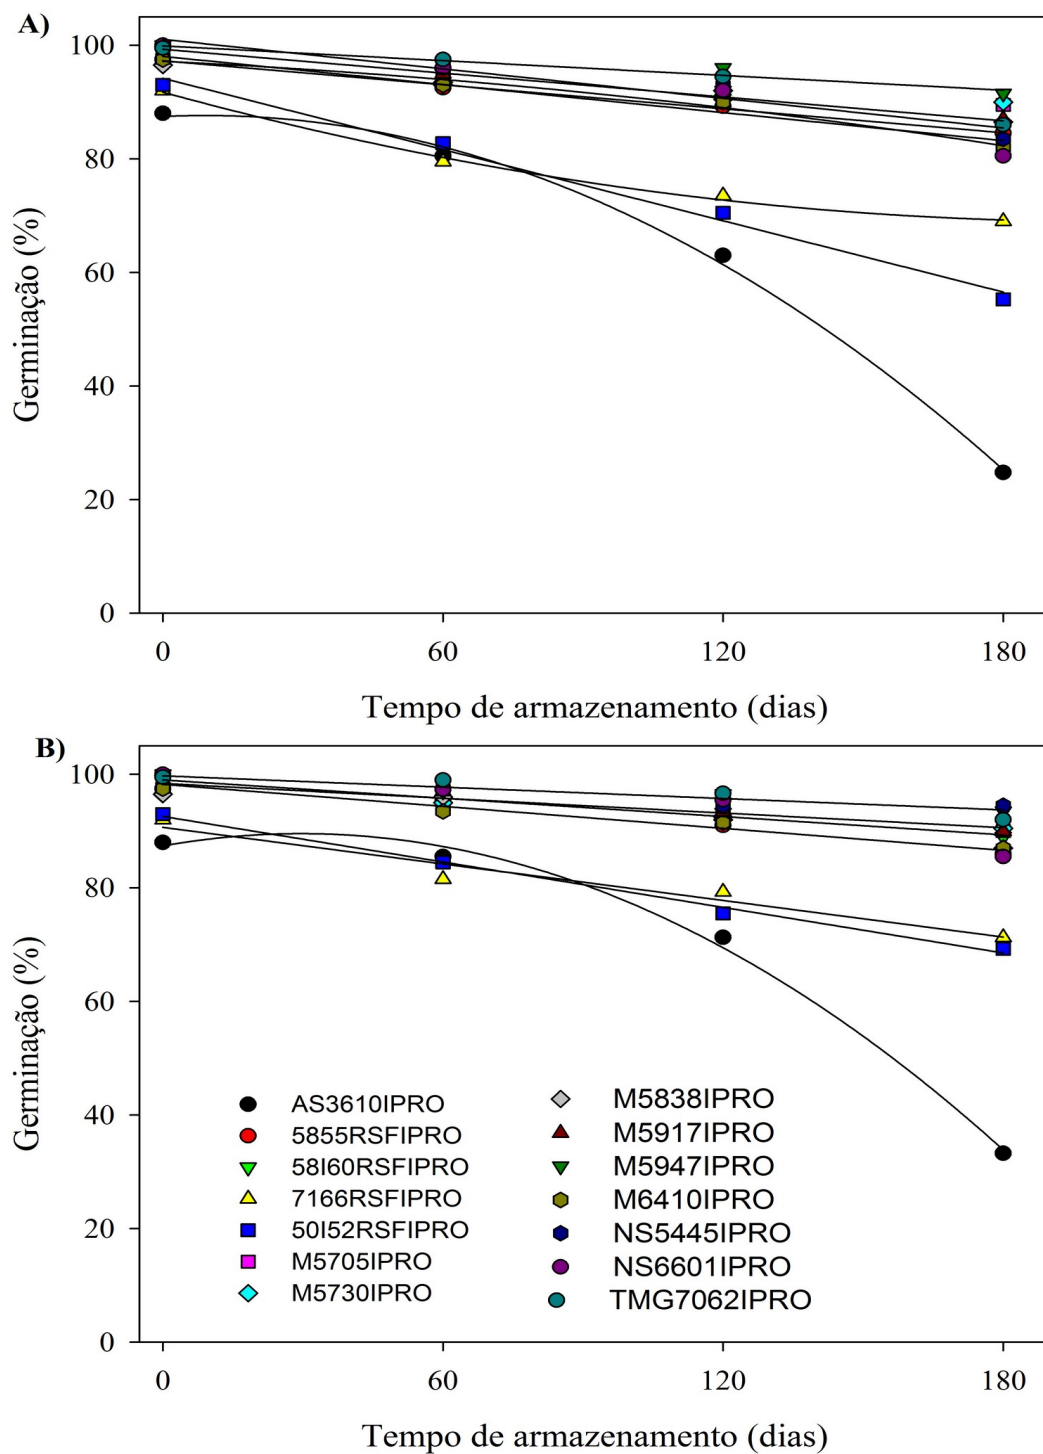 A)
100
80
60
40
20
0
Germinação (%)
0 60 120 180
Tempo de armazenamento (dias)
B)
100
80
60
40
20
0
Germinação (%)
AS3610IPRO
5855RSFIPRO
58I60RSFIPRO
7166RSFIPRO
50I52RSFIPRO
M5705IPRO
M5730IPRO
M5838IPRO
M5917IPRO
M5947IPRO
M6410IPRO
NS5445IPRO
NS6601IPRO
TMG7062IPRO
0 60 120 180
Tempo de armazenamento (dias)